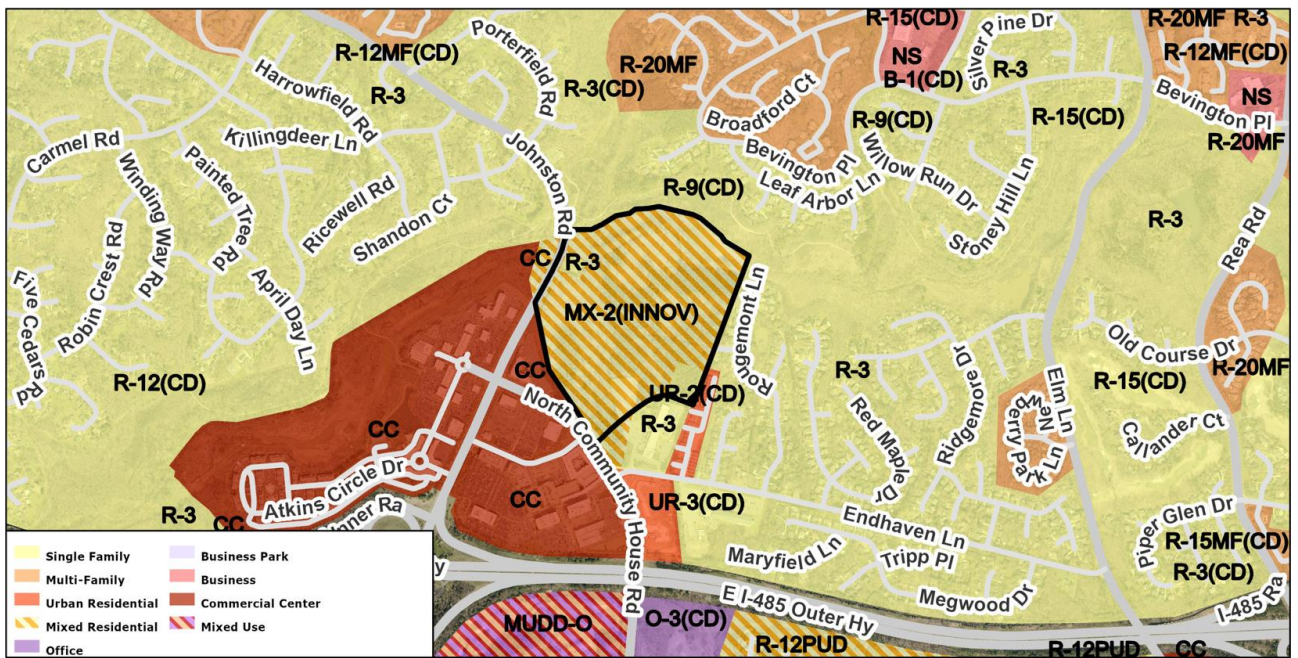 R-15(CD)
Silver Pine Dr
R-20MF
R-3
R-12MF(CD)
Porterfield Rd
R-12MF(CD)
NS
R-20MF
R-3
Harrowfield Rd
R-3(CD)
B-1(CD)
R-3
NS
Broadford Ct
R-9(CD)
R-15(CD)
Bevington Pl
Killingdeer Ln
Johnston Rd
R-20MF
Carmel Rd
Winding Way Rd
Painted Tree Rd
Bevington Pl
Willow Run Dr
Leaf Arbor Ln
R-9(CD)
Ricewell Rd
Shandon Cr
Stoney Hill Ln
R-3
Rea Rd
CC
R-3
Five Cedars Rd
Robin Crest Rd
April Day Ln
MX-2(INNOV)
Rougemont Ln
Old Course Dr
R-12(CD)
CC
R-3
R-15(CD)
R-20MF
UR-2(CD)
Ridgemore Dr
Elm Ln
Newberry Park Ln
North Community House Rd
R-3
Red Maple Dr
Callander Ct
CC
Atkins Circle Dr
CC
UR-3(CD)
R-3
CC
Endhaven Ln
Piper Glen Dr
R-15MF(CD)
Maryfield Ln
Tripp Pl
R-3(CD)
Megwood Dr
I-485 Ra
E I-485 Outer Hy
MUDD-O
O-3(CD)
R-12PUD
R-12PUD
CC
Single Family
Business Park
Multi-Family
Business
Urban Residential
Commercial Center
Mixed Residential
Mixed Use
Office